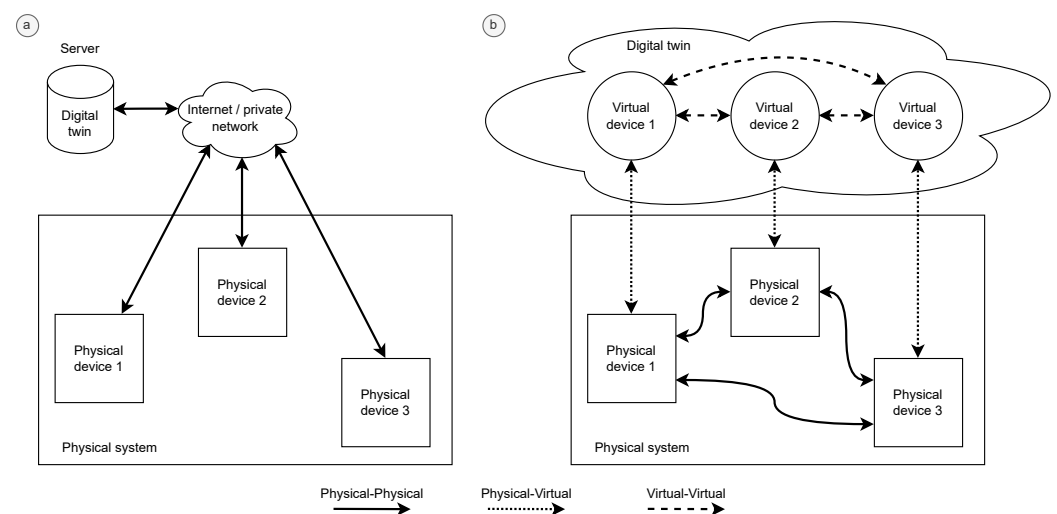 a
Server
Digital
twin
Internet / private
network
Physical
device 2
Physical
device 1
Physical
device 3
Physical system
b
Digital twin
Virtual
device 1
Virtual
device 2
Virtual
device 3
Physical
device 2
Physical
device 1
Physical
device 3
Physical system
Physical-Physical
Physical-Virtual
Virtual-Virtual